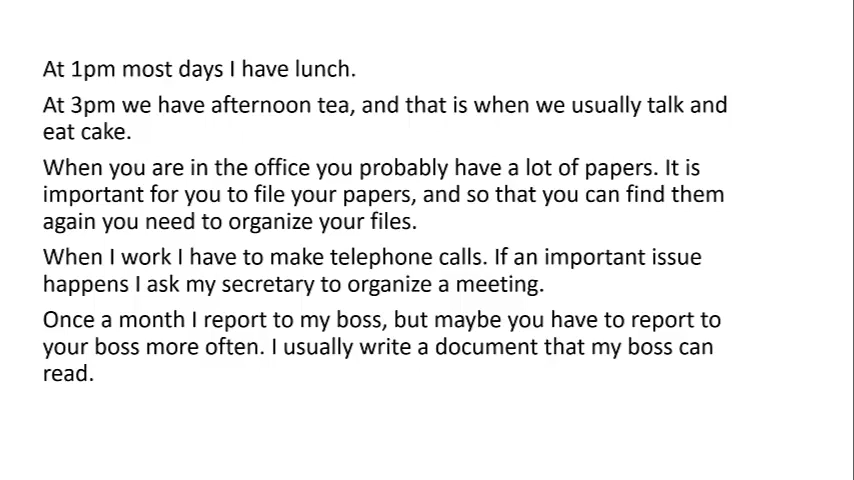 At 1pm most days I have lunch.
At 3pm we have afternoon tea, and that is when we usually talk and
eat cake.
When you are in the office you probably have a lot of papers. It is
important for you to file your papers, and so that you can find them
again you need to organize your files.
When I work I have to make telephone calls. If an important issue
happens I ask my secretary to organize a meeting.
Once a month I report to my boss, but maybe you have to report to
your boss more often. I usually write a document that my boss can
read.